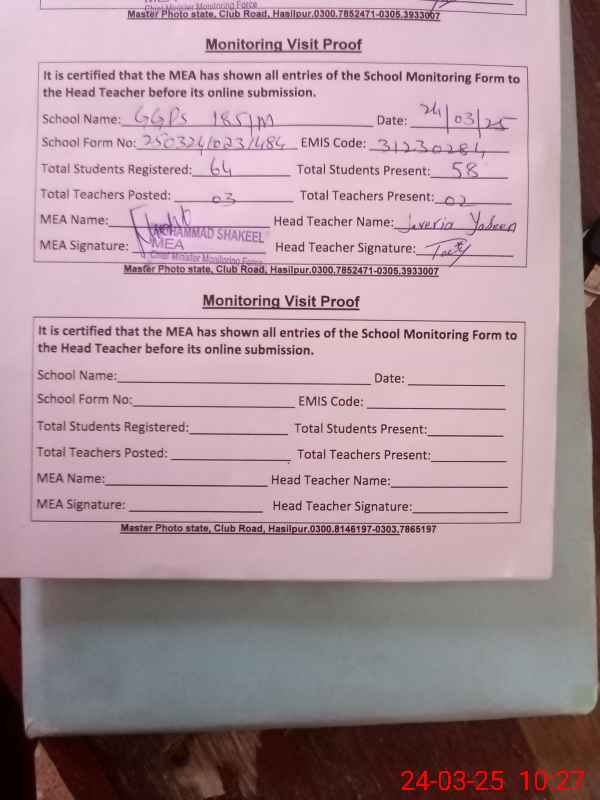 Chief Minister Monitoring Force
Master Photo state, Club Road, Hasilpur.0300.7852471-0305.3933007
Monitoring Visit Proof
It is certified that the MEA has shown all entries of the School Monitoring Form to
the Head Teacher before its online submission.
School Name: GGPS 185/M Date: 24/03/25
School Form No: 250324/023/484 EMIS Code: 31230284
Total Students Registered: 64 Total Students Present: 58
Total Teachers Posted: 03 Total Teachers Present: 02
MEA Name: Head Teacher Name: Javeria Yabeen
MUHAMMAD SHAKEEL
MEA Signature: MEA Head Teacher Signature:
Chief Minister Monitoring Force
Master Photo state, Club Road, Hasilpur.0300.7852471-0305.3933007
Monitoring Visit Proof
It is certified that the MEA has shown all entries of the School Monitoring Form to
the Head Teacher before its online submission.
School Name: Date:
School Form No: EMIS Code:
Total Students Registered: Total Students Present:
Total Teachers Posted: Total Teachers Present:
MEA Name: Head Teacher Name:
MEA Signature: Head Teacher Signature:
Master Photo state, Club Road, Hasilpur.0300.8146197-0303.7865197
24-03-25 10:27